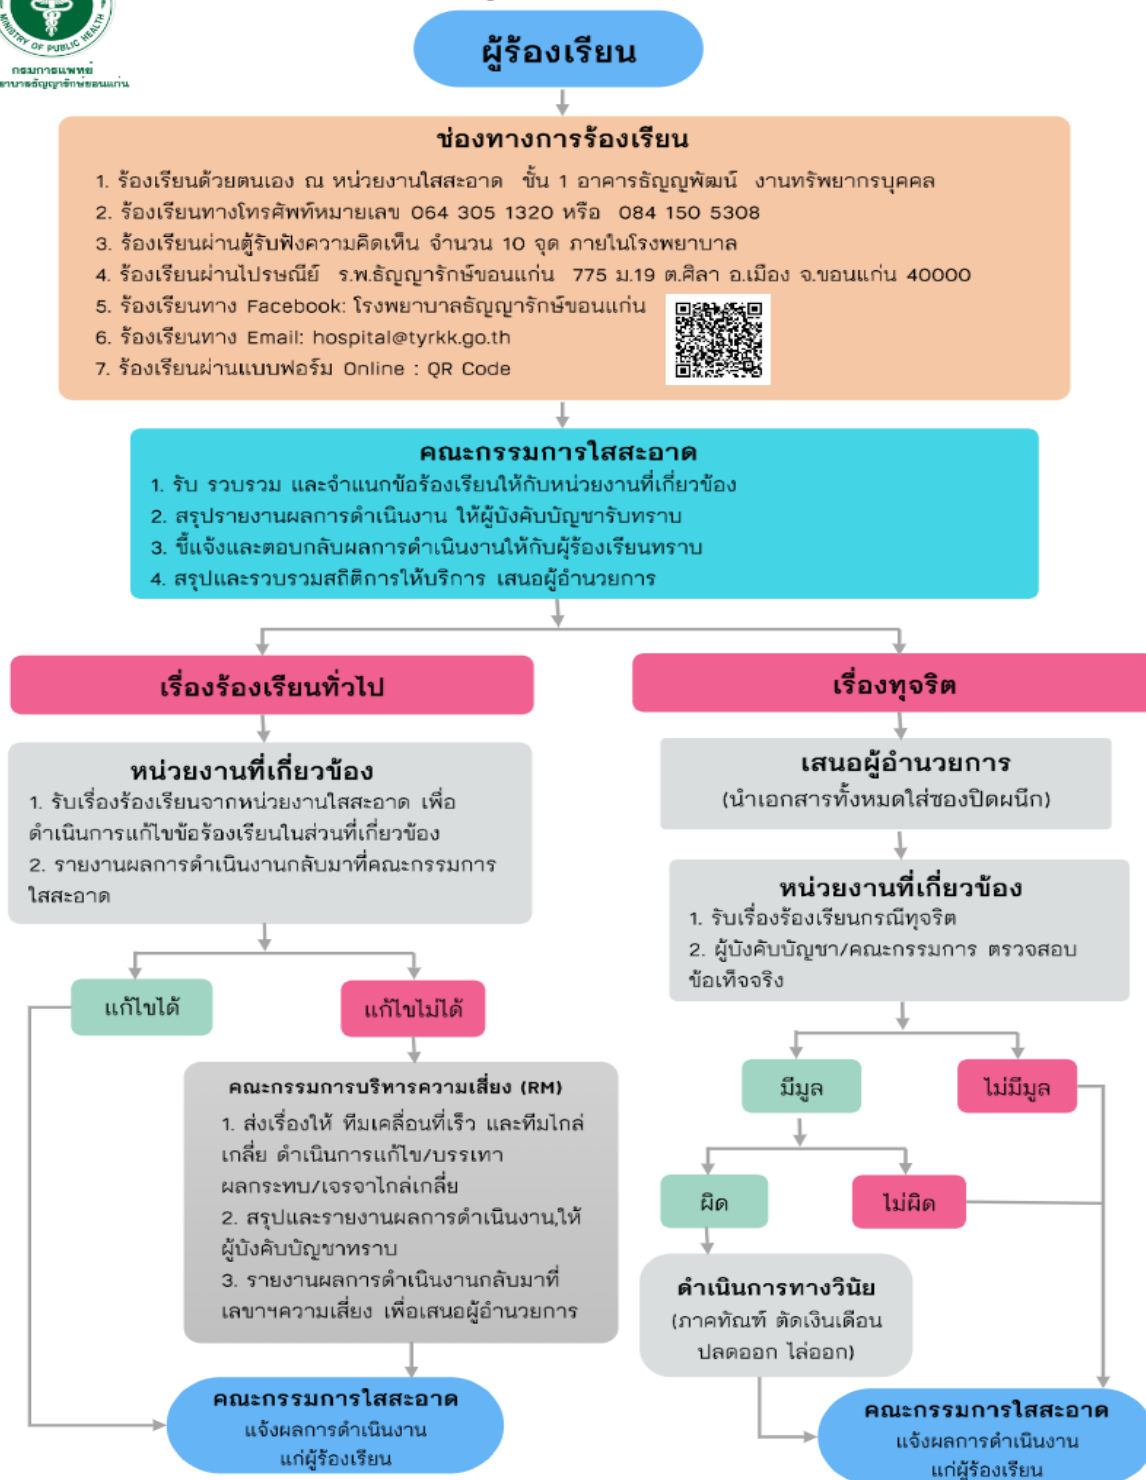 MINISTRY OF PUBLIC HEALTH
กรมการแพทย์
ยาบาลธัญญารักษ์ขอนแก่น
ผู้ร้องเรียน
ช่องทางการร้องเรียน
1. ร้องเรียนด้วยตนเอง ณ หน่วยงานใสสะอาด ชั้น 1 อาคารธัญญพัฒน์ งานทรัพยากรบุคคล
2. ร้องเรียนทางโทรศัพท์หมายเลข 064 305 1320 หรือ 084 150 5308
3. ร้องเรียนผ่านตู้รับฟังความคิดเห็น จำนวน 10 จุด ภายในโรงพยาบาล
4. ร้องเรียนผ่านไปรษณีย์ ร.พ.ธัญญารักษ์ขอนแก่น 775 ม.19 ต.ศิลา อ.เมือง จ.ขอนแก่น 40000
5. ร้องเรียนทาง Facebook: โรงพยาบาลธัญญารักษ์ขอนแก่น
6. ร้องเรียนทาง Email: hospital@tyrkk.go.th
7. ร้องเรียนผ่านแบบฟอร์ม Online : QR Code
คณะกรรมการใสสะอาด
1. รับ รวบรวม และจำแนกข้อร้องเรียนให้กับหน่วยงานที่เกี่ยวข้อง
2. สรุปรายงานผลการดำเนินงาน ให้ผู้บังคับบัญชารับทราบ
3. ชี้แจ้งและตอบกลับผลการดำเนินงานให้กับผู้ร้องเรียนทราบ
4. สรุปและรวบรวมสถิติการให้บริการ เสนอผู้อำนวยการ
เรื่องร้องเรียนทั่วไป
หน่วยงานที่เกี่ยวข้อง
1. รับเรื่องร้องเรียนจากหน่วยงานใสสะอาด เพื่อ
ดำเนินการแก้ไขข้อร้องเรียนในส่วนที่เกี่ยวข้อง
2. รายงานผลการดำเนินงานกลับมาที่คณะกรรมการ
ใสสะอาด
แก้ไขได้
แก้ไขไม่ได้
คณะกรรมการบริหารความเสี่ยง (RM)
1. ส่งเรื่องให้ ทีมเคลื่อนที่เร็ว และทีมไกล่
เกลี่ย ดำเนินการแก้ไข/บรรเทา
ผลกระทบ/เจรจาไกล่เกลี่ย
2. สรุปและรายงานผลการดำเนินงาน,ให้
ผู้บังคับบัญชาทราบ
3. รายงานผลการดำเนินงานกลับมาที่
เลขาฯความเสี่ยง เพื่อเสนอผู้อำนวยการ
คณะกรรมการใสสะอาด
แจ้งผลการดำเนินงาน
แก่ผู้ร้องเรียน
เรื่องทุจริต
เสนอผู้อำนวยการ
(นำเอกสารทั้งหมดใส่ซองปิดผนึก)
หน่วยงานที่เกี่ยวข้อง
1. รับเรื่องร้องเรียนกรณีทุจริต
2. ผู้บังคับบัญชา/คณะกรรมการ ตรวจสอบ
ข้อเท็จจริง
มีมูล
ไม่มีมูล
ผิด
ไม่ผิด
ดำเนินการทางวินัย
(ภาคทัณฑ์ ตัดเงินเดือน
ปลดออก ไล่ออก)
คณะกรรมการใสสะอาด
แจ้งผลการดำเนินงาน
แก่ผู้ร้องเรียน